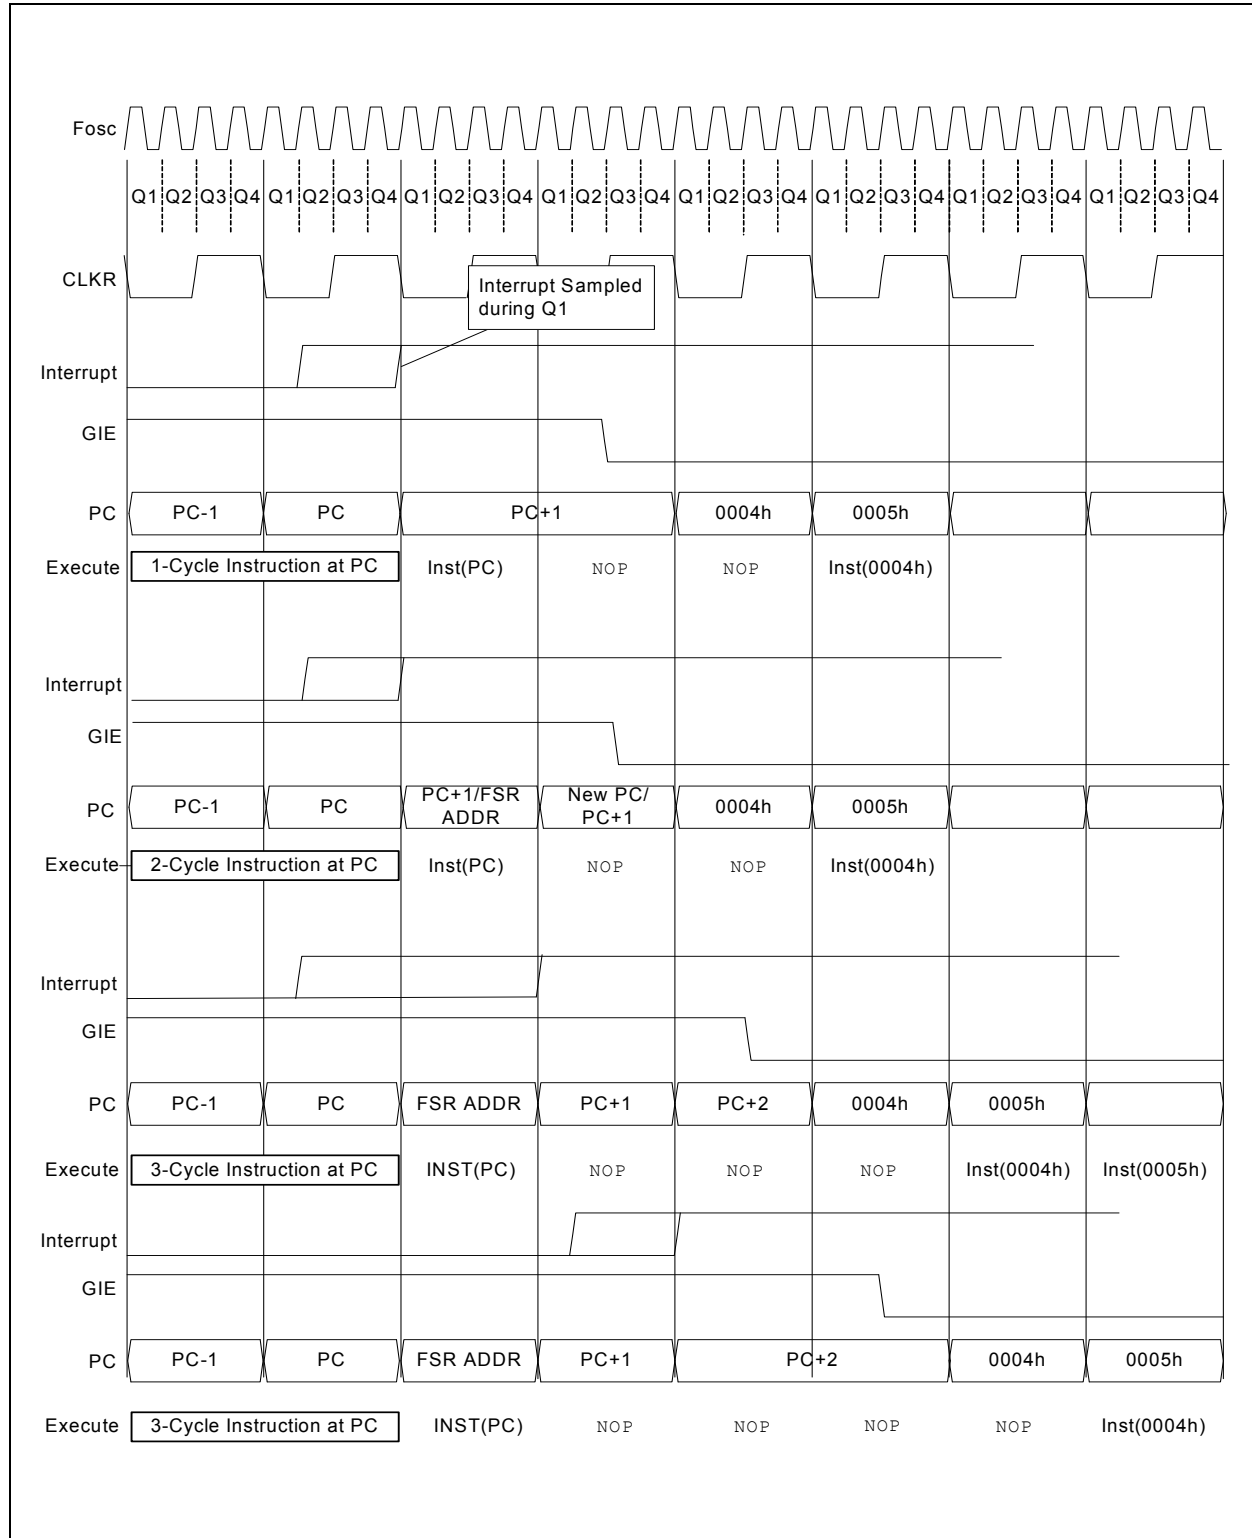 Fosc
Q1 Q2 Q3 Q4 Q1 Q2 Q3 Q4 Q1 Q2 Q3 Q4 Q1 Q2 Q3 Q4 Q1 Q2 Q3 Q4 Q1 Q2 Q3 Q4 Q1 Q2 Q3 Q4 Q1 Q2 Q3 Q4
CLKR
Interrupt Sampled
during Q1
Interrupt
GIE
PC PC-1 PC PC+1 0004h 0005h
Execute 1-Cycle Instruction at PC Inst(PC) NOP NOP Inst(0004h)
Interrupt
GIE
PC PC-1 PC PC+1/FSR ADDR New PC/ PC+1 0004h 0005h
Execute 2-Cycle Instruction at PC Inst(PC) NOP NOP Inst(0004h)
Interrupt
GIE
PC PC-1 PC FSR ADDR PC+1 PC+2 0004h 0005h
Execute 3-Cycle Instruction at PC INST(PC) NOP NOP NOP Inst(0004h) Inst(0005h)
Interrupt
GIE
PC PC-1 PC FSR ADDR PC+1 PC+2 0004h 0005h
Execute 3-Cycle Instruction at PC INST(PC) NOP NOP NOP NOP Inst(0004h)